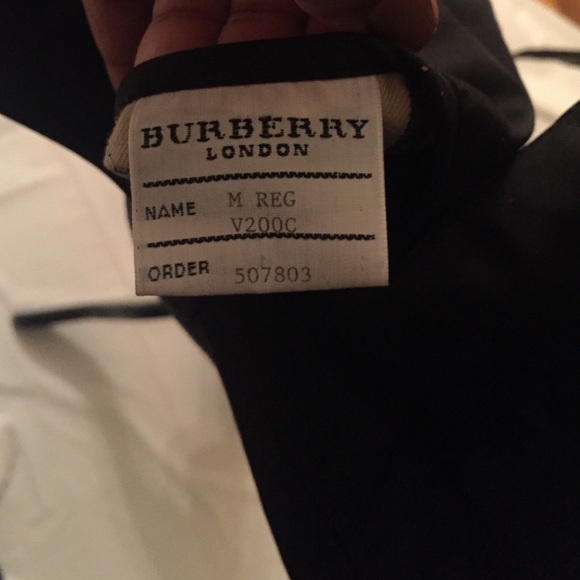 BURBERRY
LONDON
NAME M REG
V200C
ORDER 507803